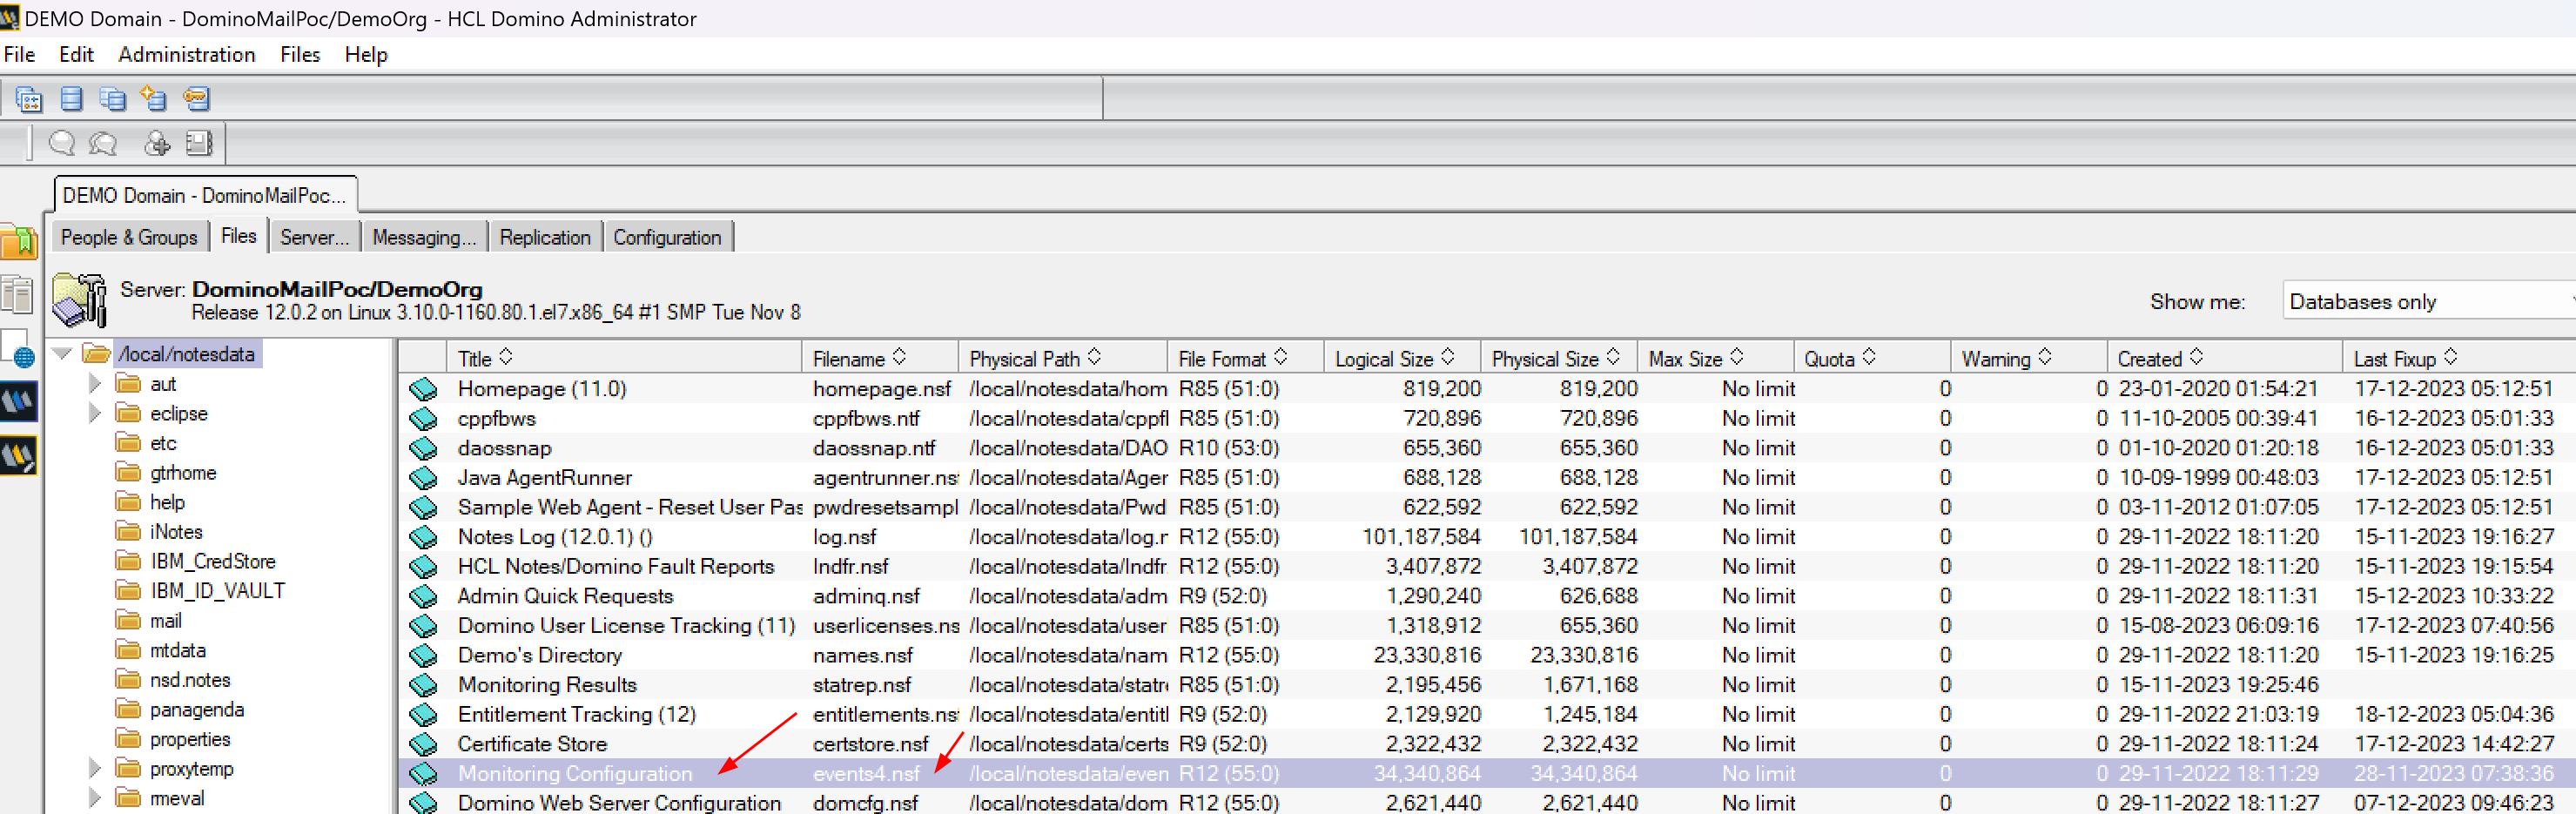 DEMO Domain - DominoMailPoc/DemoOrg - HCL Domino Administrator
File Edit Administration Files Help
DEMO Domain - DominoMailPoc...
People & Groups Files Server... Messaging... Replication Configuration
Server: DominoMailPoc/DemoOrg
Release 12.0.2 on Linux 3.10.0-1160.80.1.el7.x86_64 #1 SMP Tue Nov 8
Show me: Databases only
/local/notesdata
aut
eclipse
etc
gtrhome
help
iNotes
IBM_CredStore
IBM_ID_VAULT
mail
mtdata
nsd.notes
panagenda
properties
proxytemp
rmeval
Title Filename Physical Path File Format Logical Size Physical Size Max Size Quota Warning Created Last Fixup
Homepage (11.0) homepage.nsf /local/notesdata/hom R85 (51:0) 819,200 819,200 No limit 0 0 23-01-2020 01:54:21 17-12-2023 05:12:51
cppfbws cppfbws.ntf /local/notesdata/cppfl R85 (51:0) 720,896 720,896 No limit 0 0 11-10-2005 00:39:41 16-12-2023 05:01:33
daossnap daossnap.ntf /local/notesdata/DAO R10 (53:0) 655,360 655,360 No limit 0 0 01-10-2020 01:20:18 16-12-2023 05:01:33
Java AgentRunner agentrunner.ns /local/notesdata/Ager R85 (51:0) 688,128 688,128 No limit 0 0 10-09-1999 00:48:03 17-12-2023 05:12:51
Sample Web Agent - Reset User Pas pwdresetsampl /local/notesdata/Pwd R85 (51:0) 622,592 622,592 No limit 0 0 03-11-2012 01:07:05 17-12-2023 05:12:51
Notes Log (12.0.1) () log.nsf /local/notesdata/log.r R12 (55:0) 101,187,584 101,187,584 No limit 0 0 29-11-2022 18:11:20 15-11-2023 19:16:27
HCL Notes/Domino Fault Reports lndfr.nsf /local/notesdata/lndfr R12 (55:0) 3,407,872 3,407,872 No limit 0 0 29-11-2022 18:11:20 15-11-2023 19:15:54
Admin Quick Requests adminq.nsf /local/notesdata/adm R9 (52:0) 1,290,240 626,688 No limit 0 0 29-11-2022 18:11:31 15-12-2023 10:33:22
Domino User License Tracking (11) userlicenses.ns /local/notesdata/user R85 (51:0) 1,318,912 655,360 No limit 0 0 15-08-2023 06:09:16 17-12-2023 07:40:56
Demo's Directory names.nsf /local/notesdata/nam R12 (55:0) 23,330,816 23,330,816 No limit 0 0 29-11-2022 18:11:20 15-11-2023 19:16:25
Monitoring Results statrep.nsf /local/notesdata/statr R85 (51:0) 2,195,456 1,671,168 No limit 0 0 15-11-2023 19:25:46
Entitlement Tracking (12) entitlements.ns /local/notesdata/entitl R9 (52:0) 2,129,920 1,245,184 No limit 0 0 29-11-2022 21:03:19 18-12-2023 05:04:36
Certificate Store certstore.nsf /local/notesdata/certs R9 (52:0) 2,322,432 2,322,432 No limit 0 0 29-11-2022 18:11:24 17-12-2023 14:42:27
Monitoring Configuration events4.nsf /local/notesdata/even R12 (55:0) 34,340,864 34,340,864 No limit 0 0 29-11-2022 18:11:29 28-11-2023 07:38:36
Domino Web Server Configuration domcfg.nsf /local/notesdata/dom R12 (55:0) 2,621,440 2,621,440 No limit 0 0 29-11-2022 18:11:27 07-12-2023 09:46:23